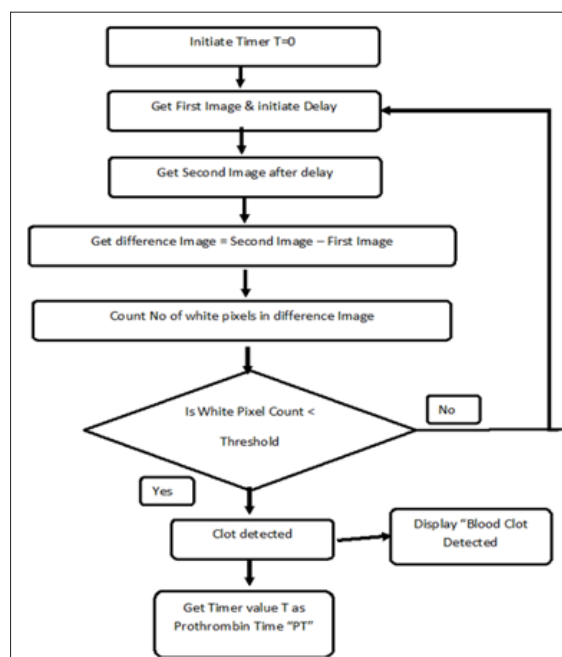 Initiate Timer T=0
Get First Image & initiate Delay
Get Second Image after delay
Get difference Image = Second Image – First Image
Count No of white pixels in difference Image
Is White Pixel Count <
Threshold
No
Yes
Clot detected
Display “Blood Clot
Detected
Get Timer value T as
Prothrombin Time “PT”